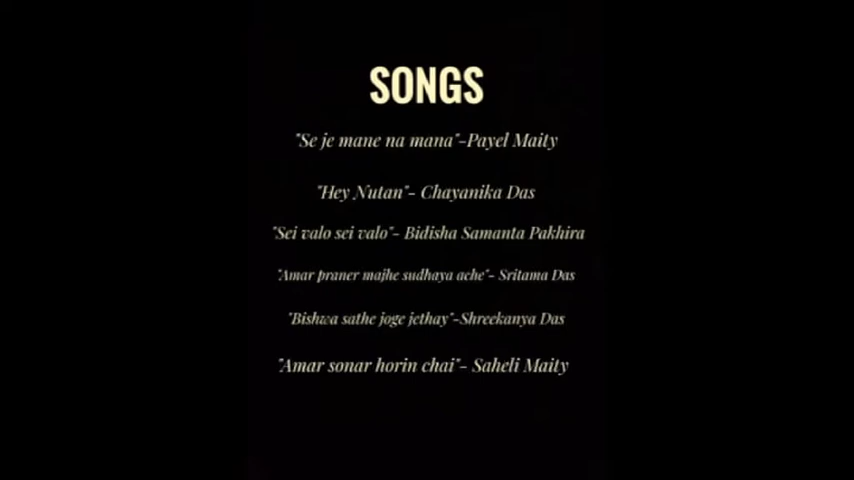 SONGS
"Se je mane na mana"-Payel Maity
"Hey Nutan"- Chayanika Das
"Sei valo sei valo"- Bidisha Samanta Pakhira
"Amar praner majhe sudhaya ache"- Sritama Das
"Bishwa sathe joge jethay"-Shreekanya Das
"Amar sonar horin chai"- Saheli Maity